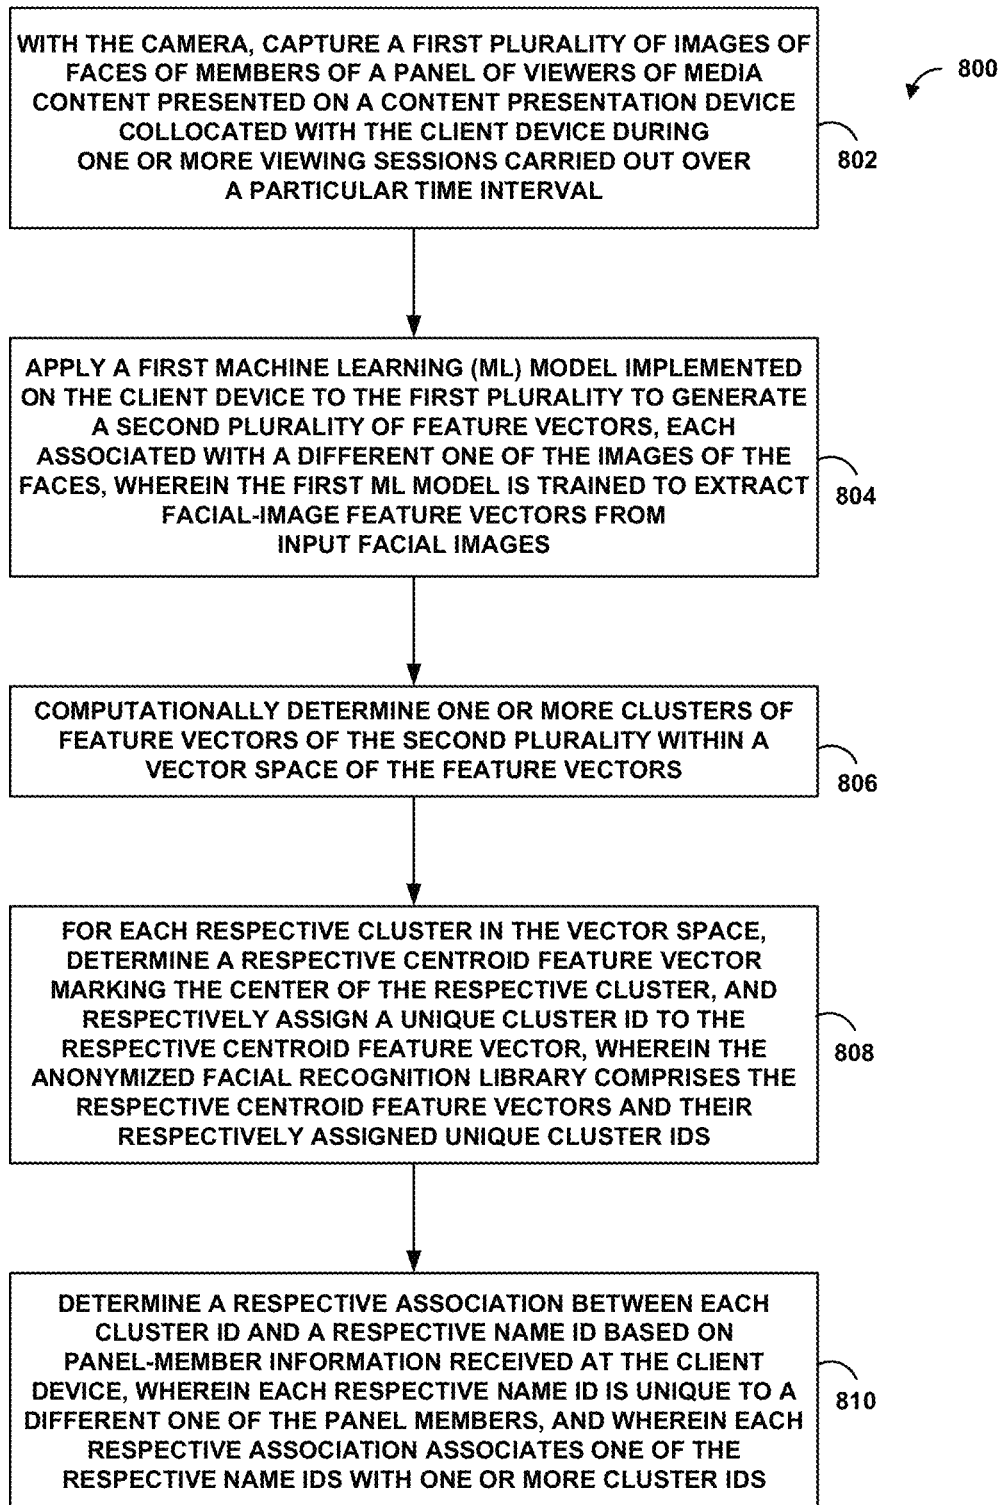 WITH THE CAMERA, CAPTURE A FIRST PLURALITY OF IMAGES OF
FACES OF MEMBERS OF A PANEL OF VIEWERS OF MEDIA
CONTENT PRESENTED ON A CONTENT PRESENTATION DEVICE
COLLOCATED WITH THE CLIENT DEVICE DURING
ONE OR MORE VIEWING SESSIONS CARRIED OUT OVER
A PARTICULAR TIME INTERVAL
800
802
APPLY A FIRST MACHINE LEARNING (ML) MODEL IMPLEMENTED
ON THE CLIENT DEVICE TO THE FIRST PLURALITY TO GENERATE
A SECOND PLURALITY OF FEATURE VECTORS, EACH
ASSOCIATED WITH A DIFFERENT ONE OF THE IMAGES OF THE
FACES, WHEREIN THE FIRST ML MODEL IS TRAINED TO EXTRACT
FACIAL-IMAGE FEATURE VECTORS FROM
INPUT FACIAL IMAGES
804
COMPUTATIONALLY DETERMINE ONE OR MORE CLUSTERS OF
FEATURE VECTORS OF THE SECOND PLURALITY WITHIN A
VECTOR SPACE OF THE FEATURE VECTORS
806
FOR EACH RESPECTIVE CLUSTER IN THE VECTOR SPACE,
DETERMINE A RESPECTIVE CENTROID FEATURE VECTOR
MARKING THE CENTER OF THE RESPECTIVE CLUSTER, AND
RESPECTIVELY ASSIGN A UNIQUE CLUSTER ID TO THE
RESPECTIVE CENTROID FEATURE VECTOR, WHEREIN THE
ANONYMIZED FACIAL RECOGNITION LIBRARY COMPRISES THE
RESPECTIVE CENTROID FEATURE VECTORS AND THEIR
RESPECTIVELY ASSIGNED UNIQUE CLUSTER IDS
808
DETERMINE A RESPECTIVE ASSOCIATION BETWEEN EACH
CLUSTER ID AND A RESPECTIVE NAME ID BASED ON
PANEL-MEMBER INFORMATION RECEIVED AT THE CLIENT
DEVICE, WHEREIN EACH RESPECTIVE NAME ID IS UNIQUE TO A
DIFFERENT ONE OF THE PANEL MEMBERS, AND WHEREIN EACH
RESPECTIVE ASSOCIATION ASSOCIATES ONE OF THE
RESPECTIVE NAME IDS WITH ONE OR MORE CLUSTER IDS
810